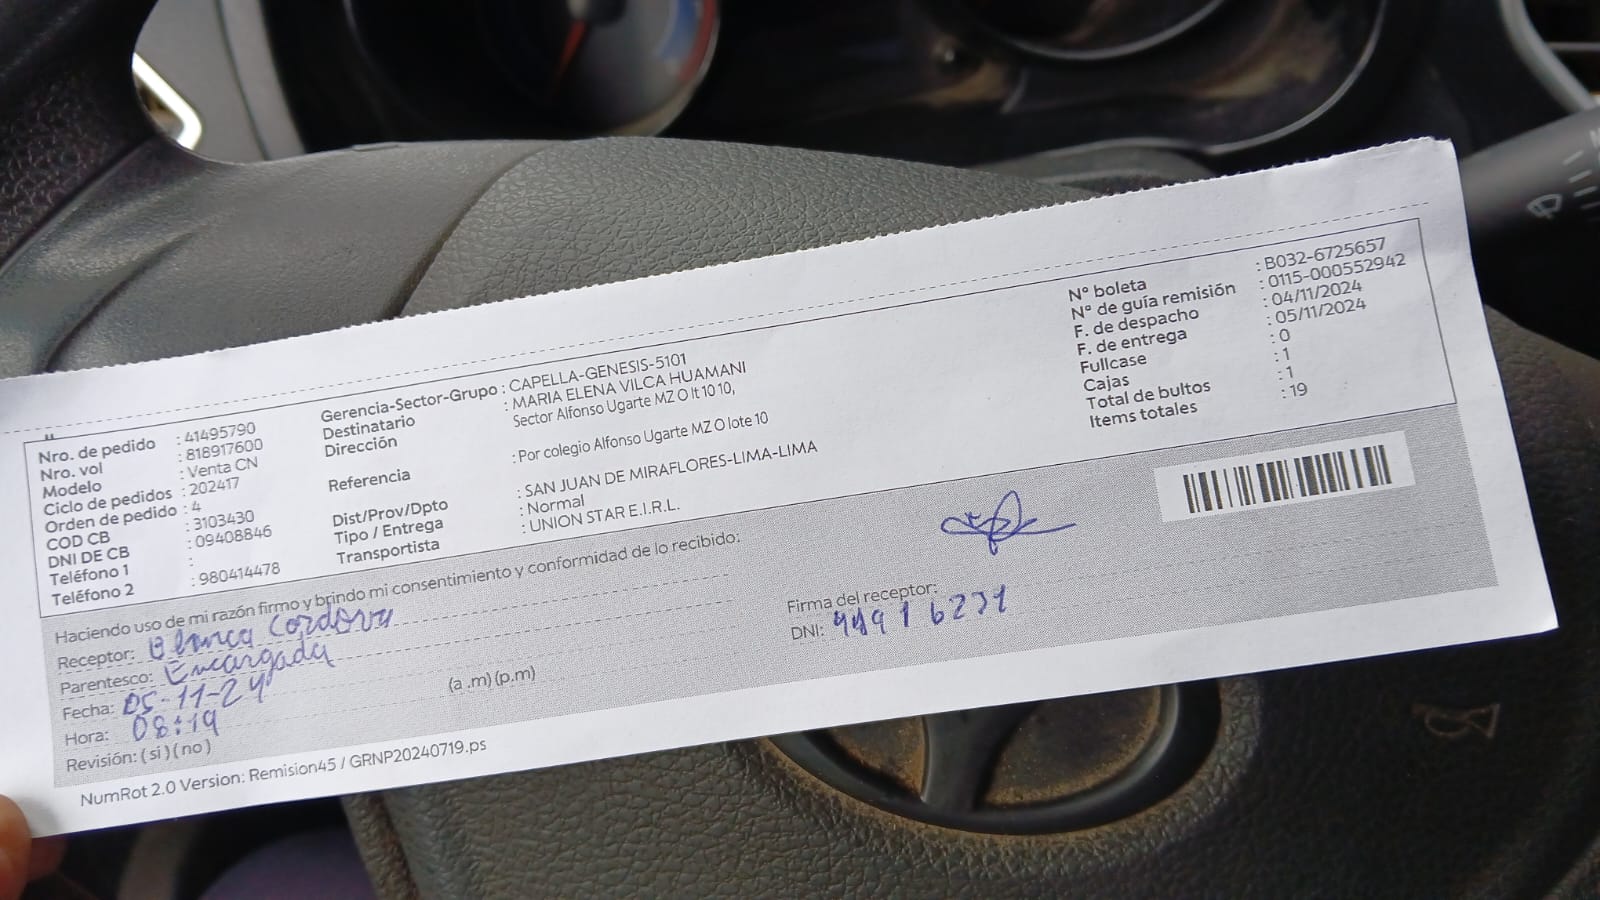 Nro. de pedido : 41495790
Nro. vol : 818917600
Modelo : Venta CN
Ciclo de pedidos : 202417
Orden de pedido : 4
COD CB : 3103430
DNI DE CB : 09408846
Teléfono 1 :
Teléfono 2 : 980414478
Gerencia-Sector-Grupo : CAPELLA-GENESIS-5101
Destinatario : MARIA ELENA VILCA HUAMANI
Dirección Sector Alfonso Ugarte MZ O lt 10 10,
Referencia : Por colegio Alfonso Ugarte MZ O lote 10
Dist/Prov/Dpto : SAN JUAN DE MIRAFLORES-LIMA-LIMA
Tipo / Entrega : Normal
Transportista : UNION STAR E.I.R.L.
N° boleta : B032-6725657
N° de guía remisión : 0115-000552942
F. de despacho : 04/11/2024
F. de entrega : 05/11/2024
Fullcase : 0
Cajas : 1
Total de bultos : 1
Items totales : 19
Haciendo uso de mi razón firmo y brindo mi consentimiento y conformidad de lo recibido:
Receptor: Blanca Cordova
Parentesco: Encargada
Fecha: 05-11-24
Hora: 08:19 (a .m) (p.m)
Revisión: ( si ) ( no )
Firma del receptor:
DNI:
NumRot 2.0 Version: Remision45 / GRNP20240719.ps